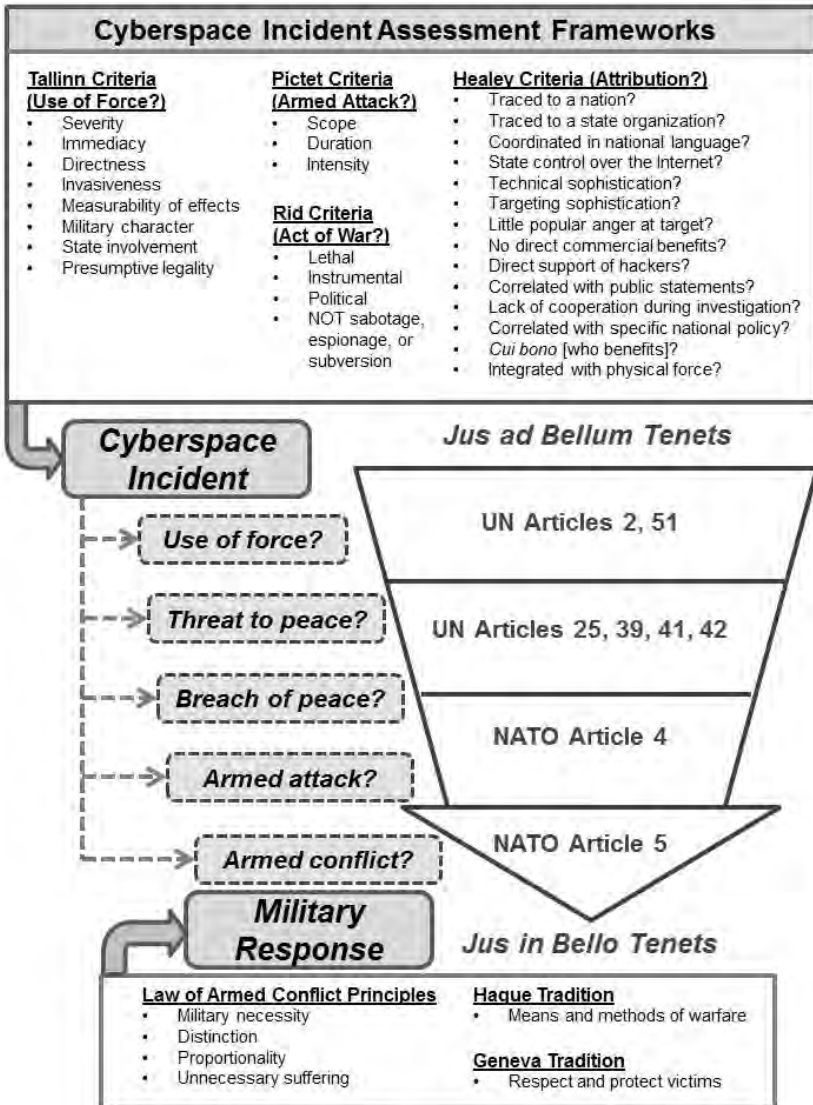 Cyberspace Incident Assessment Frameworks
Tallinn Criteria
(Use of Force?)
• Severity
• Immediacy
• Directness
• Invasiveness
• Measurability of effects
• Military character
• State involvement
• Presumptive legality
Pictet Criteria
(Armed Attack?)
• Scope
• Duration
• Intensity
Rid Criteria
(Act of War?)
• Lethal
• Instrumental
• Political
• NOT sabotage,
espionage, or
subversion
Healey Criteria (Attribution?)
• Traced to a nation?
• Traced to a state organization?
• Coordinated in national language?
• State control over the Internet?
• Technical sophistication?
• Targeting sophistication?
• Little popular anger at target?
• No direct commercial benefits?
• Direct support of hackers?
• Correlated with public statements?
• Lack of cooperation during investigation?
• Correlated with specific national policy?
• Cui bono [who benefits]?
• Integrated with physical force?
Cyberspace
Incident
Use of force?
Threat to peace?
Breach of peace?
Armed attack?
Armed conflict?
Jus ad Bellum Tenets
UN Articles 2, 51
UN Articles 25, 39, 41, 42
NATO Article 4
NATO Article 5
Military
Response
Jus in Bello Tenets
Law of Armed Conflict Principles
• Military necessity
• Distinction
• Proportionality
• Unnecessary suffering
Hague Tradition
• Means and methods of warfare
Geneva Tradition
• Respect and protect victims